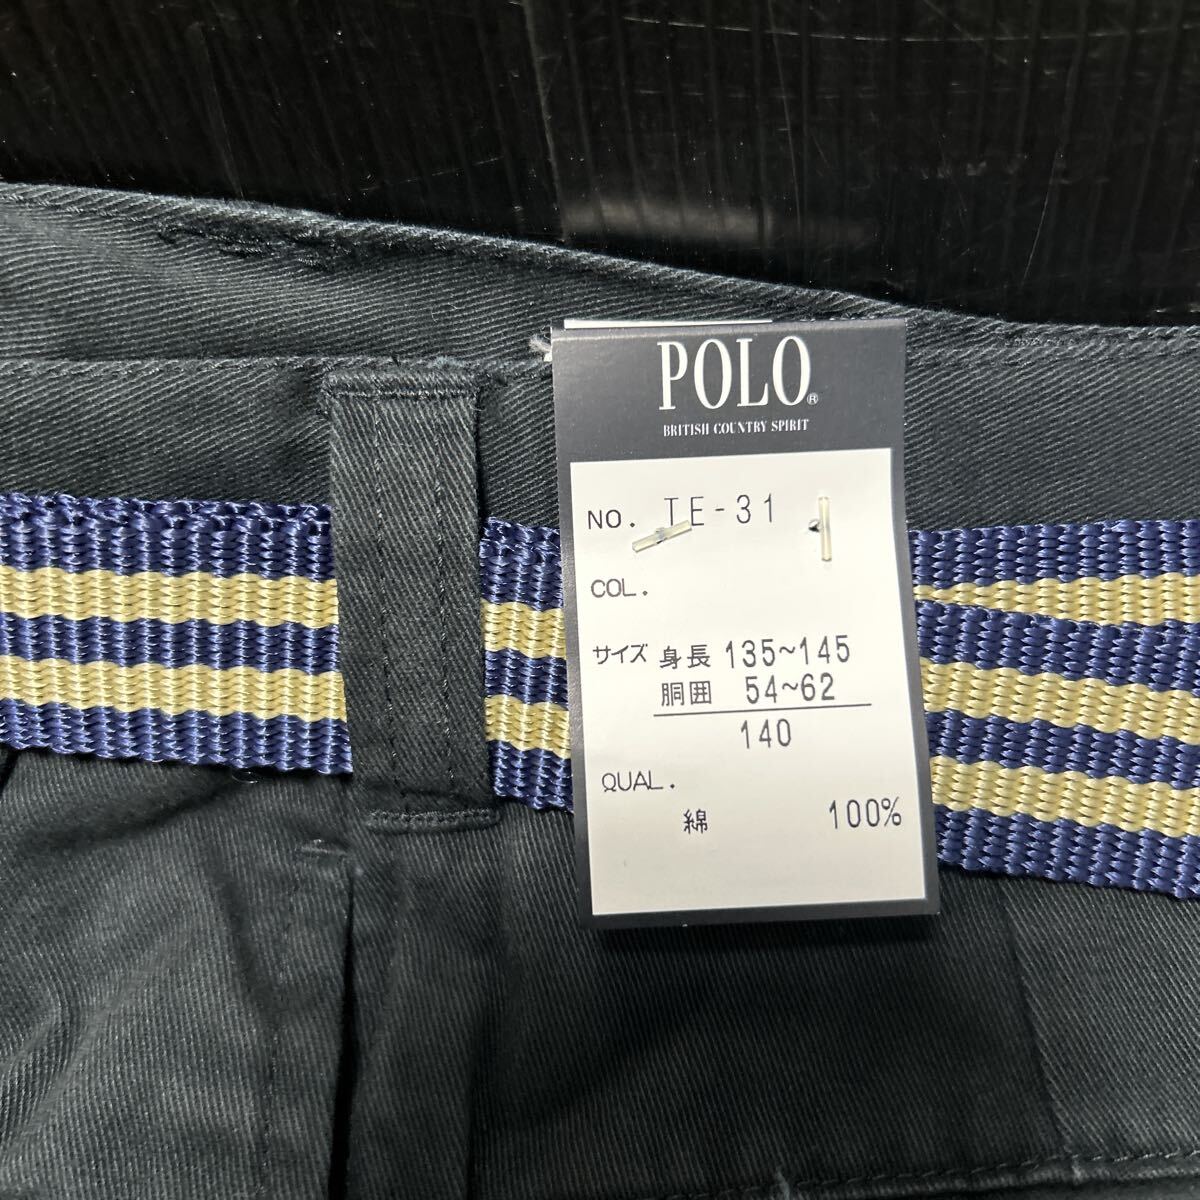 POLO®
BRITISH COUNTRY SPIRIT
NO. TE-31
COL.
サイズ 身長 135~145
胴囲 54~62
140
QUAL.
綿 100%